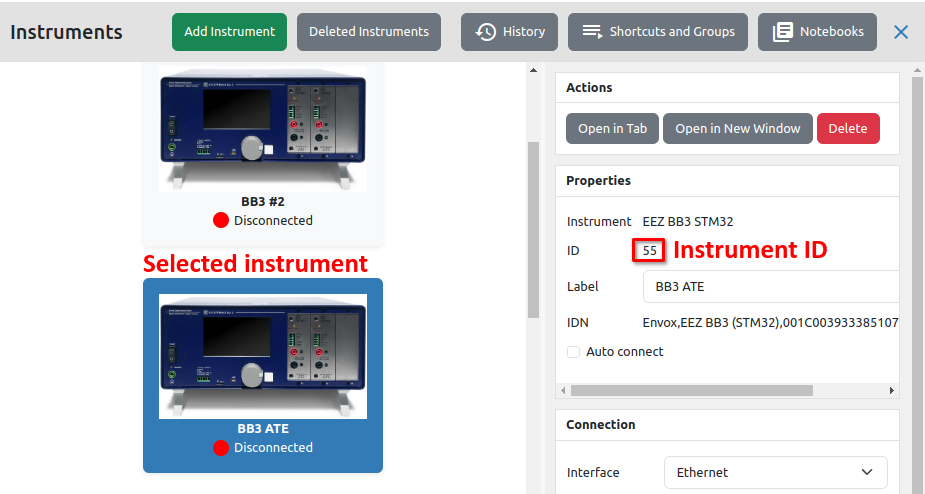 Instruments
Add Instrument
Deleted Instruments
History
Shortcuts and Groups
Notebooks
BB3 #2
Disconnected
Selected instrument
BB3 ATE
Disconnected
Actions
Open in Tab
Open in New Window
Delete
Properties
Instrument EEZ BB3 STM32
ID 55 Instrument ID
Label BB3 ATE
IDN Envox,EEZ BB3 (STM32),001C003933385107
Auto connect
Connection
Interface Ethernet